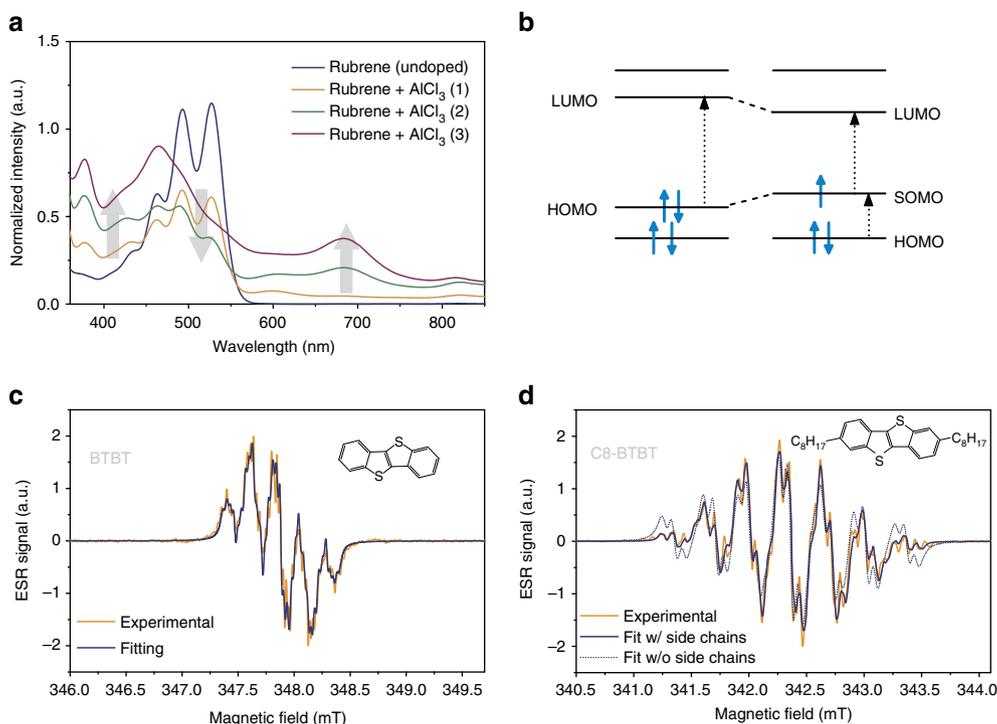 a
1.5
1.0
0.5
0.0
Normalized intensity (a.u.)
Rubrene (undoped)
Rubrene + AlCl₃ (1)
Rubrene + AlCl₃ (2)
Rubrene + AlCl₃ (3)
400 500 600 700 800
Wavelength (nm)
b
LUMO
LUMO
HOMO
SOMO
HOMO
c
2
1
0
−1
−2
ESR signal (a.u.)
BTBT
S
S
Experimental
Fitting
346.0 346.5 347.0 347.5 348.0 348.5 349.0 349.5
Magnetic field (mT)
d
2
1
0
−1
−2
ESR signal (a.u.)
C8-BTBT
C₈H₁₇
S
S
C₈H₁₇
Experimental
Fit w/ side chains
Fit w/o side chains
340.5 341.0 341.5 342.0 342.5 343.0 343.5 344.0
Magnetic field (mT)